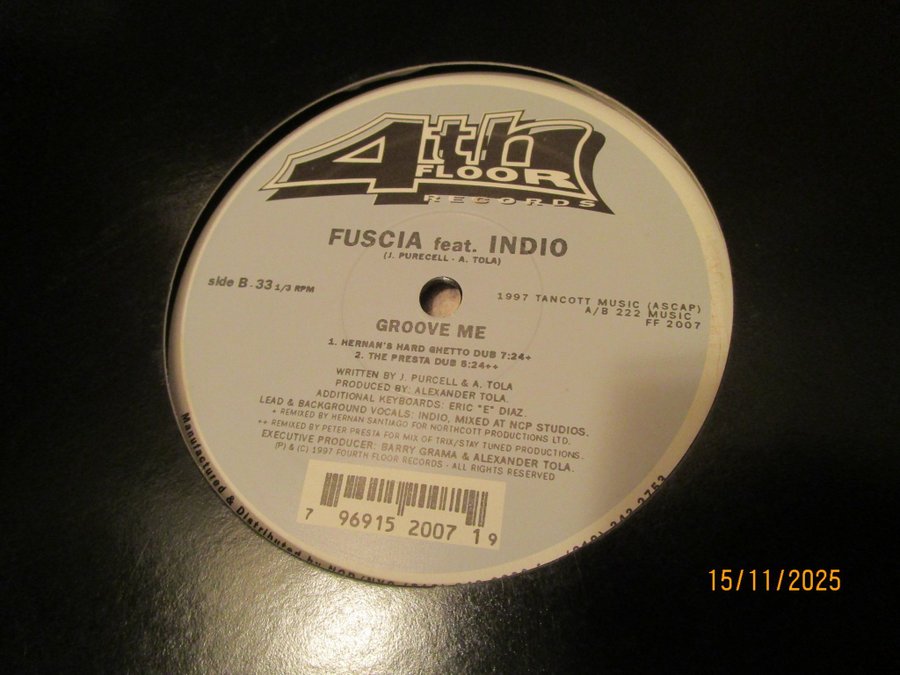 4th
FLOOR
RECORDS
FUSCIA feat. INDIO
(J. PURECELL - A. TOLA)
side B - 33 1/3 RPM
1997 TANCOTT MUSIC (ASCAP)
A/B 222 MUSIC
FF 2007
GROOVE ME
1. HERNAN'S HARD GHETTO DUB 7:24+
2. THE PRESTA DUB 5:24++
WRITTEN BY J. PURCELL & A. TOLA
PRODUCED BY: ALEXANDER TOLA.
ADDITIONAL KEYBOARDS: ERIC "E" DIAZ.
LEAD & BACKGROUND VOCALS: INDIO, MIXED AT NCP STUDIOS.
+ REMIXED BY HERNAN SANTIAGO FOR NORTHCOTT PRODUCTIONS LTD.
++ REMIXED BY PETER PRESTA FOR MIX OF TRIX/STAY TUNED PRODUCTIONS.
EXECUTIVE PRODUCER: BARRY GRAMA & ALEXANDER TOLA.
(P) & (C) 1997 FOURTH FLOOR RECORDS - ALL RIGHTS RESERVED
7 96915 2007 1 9
Manufactured & Distributed by
15/11/2025